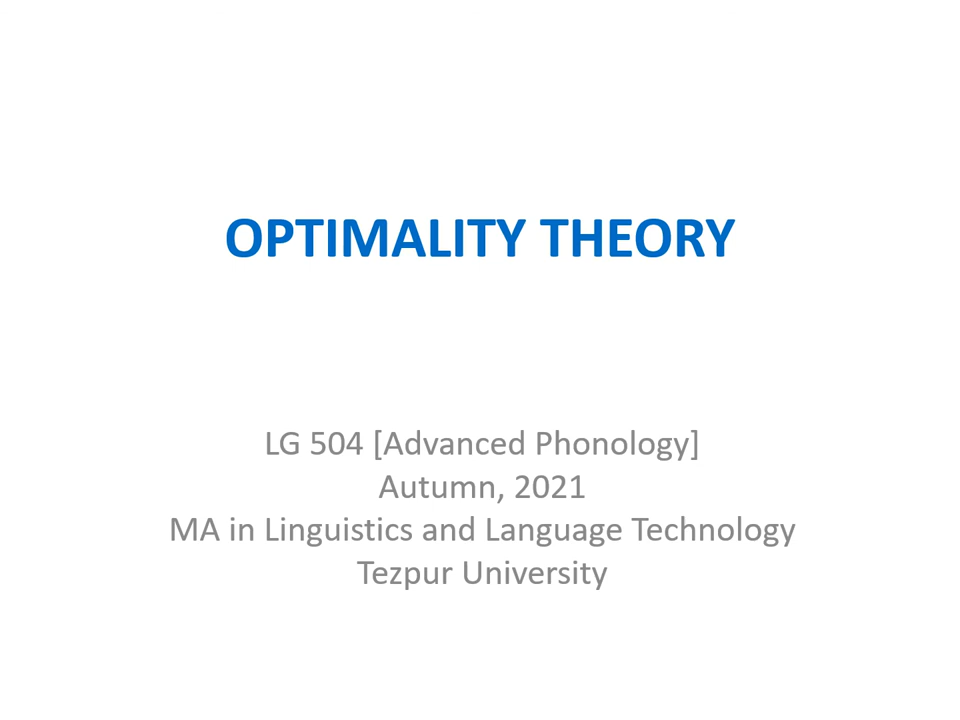 OPTIMALITY THEORY
LG 504 [Advanced Phonology]
Autumn, 2021
MA in Linguistics and Language Technology
Tezpur University